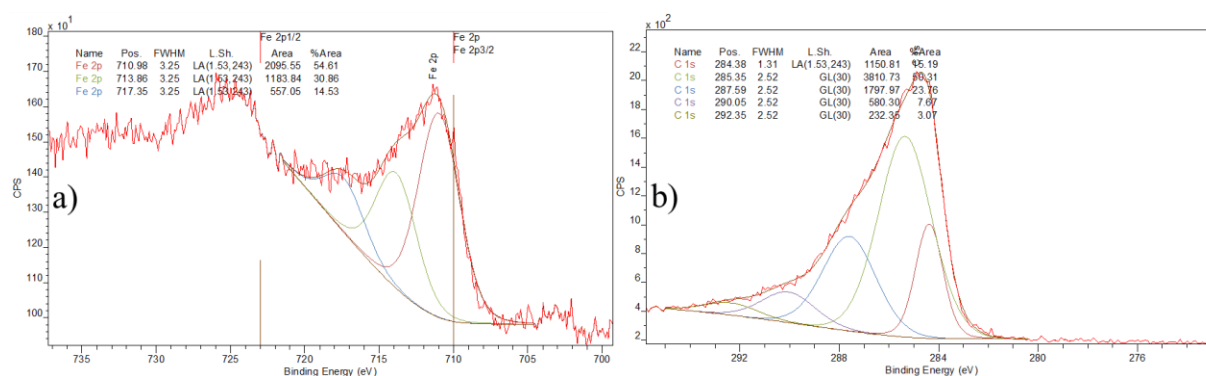 x 10^1
Fe 2p1/2
Fe 2p
Fe 2p3/2
Name Pos. FWHM L.Sh. Area %Area
Fe 2p 710.98 3.25 LA(1.53,243) 2095.55 54.61
Fe 2p 713.86 3.25 LA(1.53,243) 1183.84 30.86
Fe 2p 717.35 3.25 LA(1.53,243) 557.05 14.53
Fe 2p
180
170
160
150
140
130
120
110
100
CPS
a)
735 730 725 720 715 710 705 700
Binding Energy (eV)
x 10^2
Name Pos. FWHM L.Sh. Area %Area
C 1s 284.38 1.31 LA(1.53,243) 1150.81 15.19
C 1s 285.35 2.52 GL(30) 3810.73 50.31
C 1s 287.59 2.52 GL(30) 1797.97 23.76
C 1s 290.05 2.52 GL(30) 580.30 7.67
C 1s 292.35 2.52 GL(30) 232.35 3.07
20
18
16
14
12
10
8
6
4
2
CPS
b)
292 288 284 280 276
Binding Energy (eV)